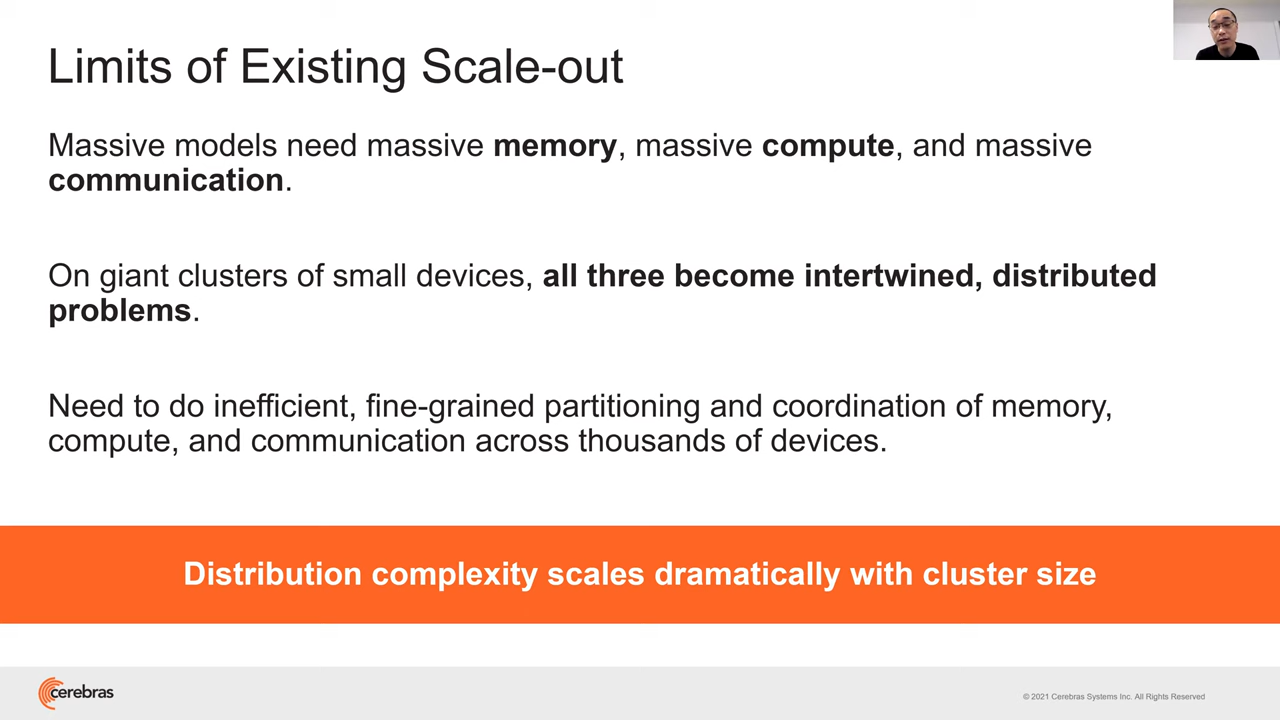 Limits of Existing Scale-out
Massive models need massive memory, massive compute, and massive
communication.
On giant clusters of small devices, all three become intertwined, distributed
problems.
Need to do inefficient, fine-grained partitioning and coordination of memory,
compute, and communication across thousands of devices.
Distribution complexity scales dramatically with cluster size
cerebras
© 2021 Cerebras Systems Inc. All Rights Reserved